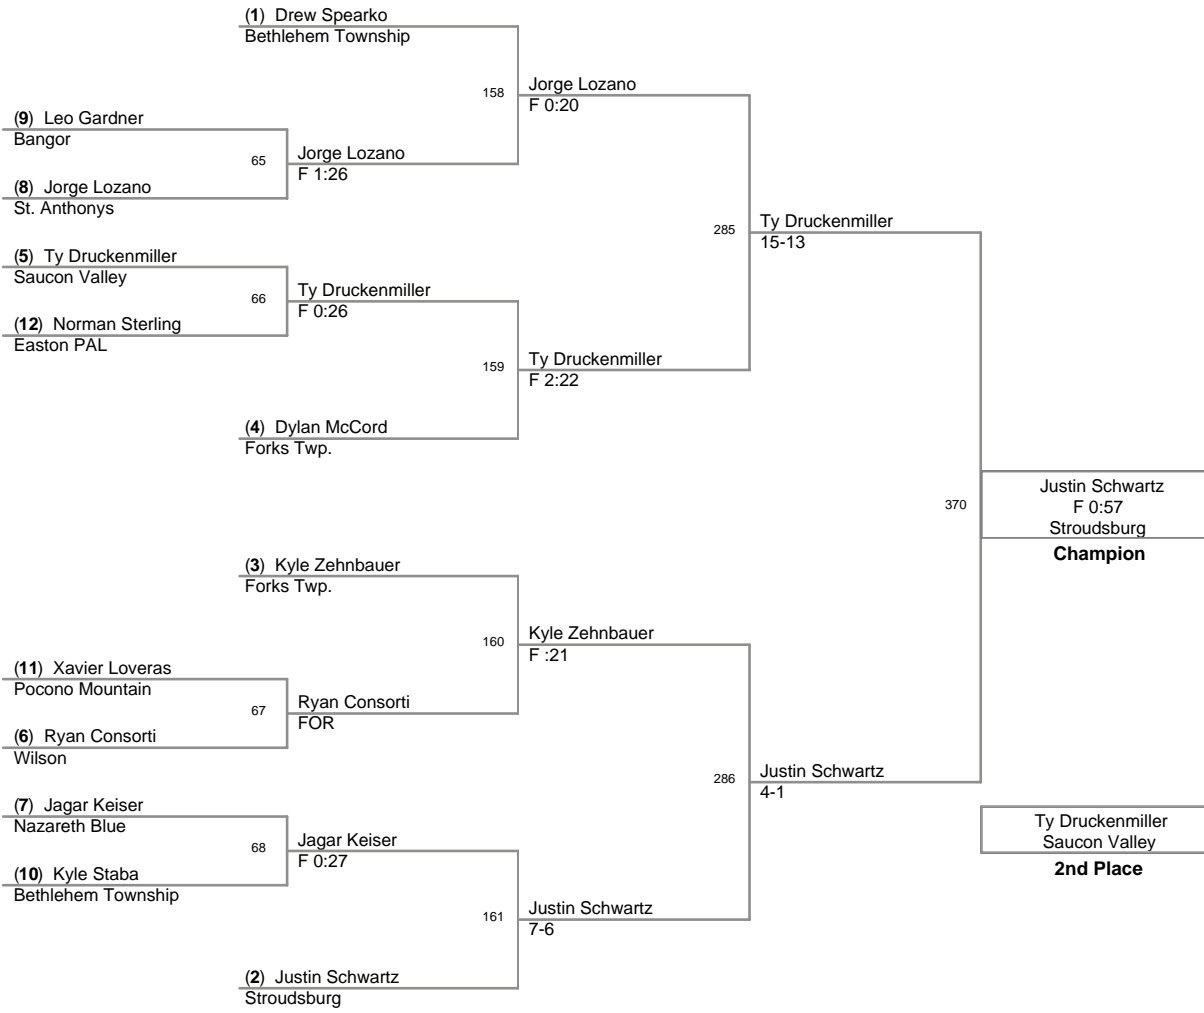 (1) Drew Spearko
Bethlehem Township
158
Jorge Lozano
F 0:20
(9) Leo Gardner
Bangor
65
Jorge Lozano
F 1:26
(8) Jorge Lozano
St. Anthonys
285
Ty Druckenmiller
15-13
(5) Ty Druckenmiller
Saucon Valley
66
Ty Druckenmiller
F 0:26
(12) Norman Sterling
Easton PAL
159
Ty Druckenmiller
F 2:22
(4) Dylan McCord
Forks Twp.
370
Justin Schwartz
F 0:57
Stroudsburg
Champion
(3) Kyle Zehnbauer
Forks Twp.
160
Kyle Zehnbauer
F :21
(11) Xavier Loveras
Pocono Mountain
67
Ryan Consorti
FOR
(6) Ryan Consorti
Wilson
286
Justin Schwartz
4-1
(7) Jagar Keiser
Nazareth Blue
68
Jagar Keiser
F 0:27
(10) Kyle Staba
Bethlehem Township
161
Justin Schwartz
7-6
(2) Justin Schwartz
Stroudsburg
Ty Druckenmiller
Saucon Valley
2nd Place